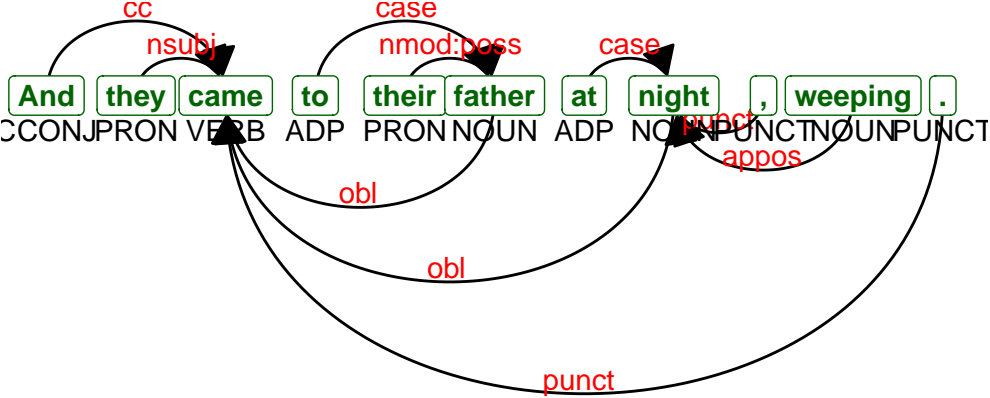 cc case
nsubj nmod:poss case
And they came to their father at night , weeping .
CCONJ PRON VERB ADP PRON NOUN ADP NOUN PUNCT NOUN PUNCT
punct
appos
obl
obl
punct